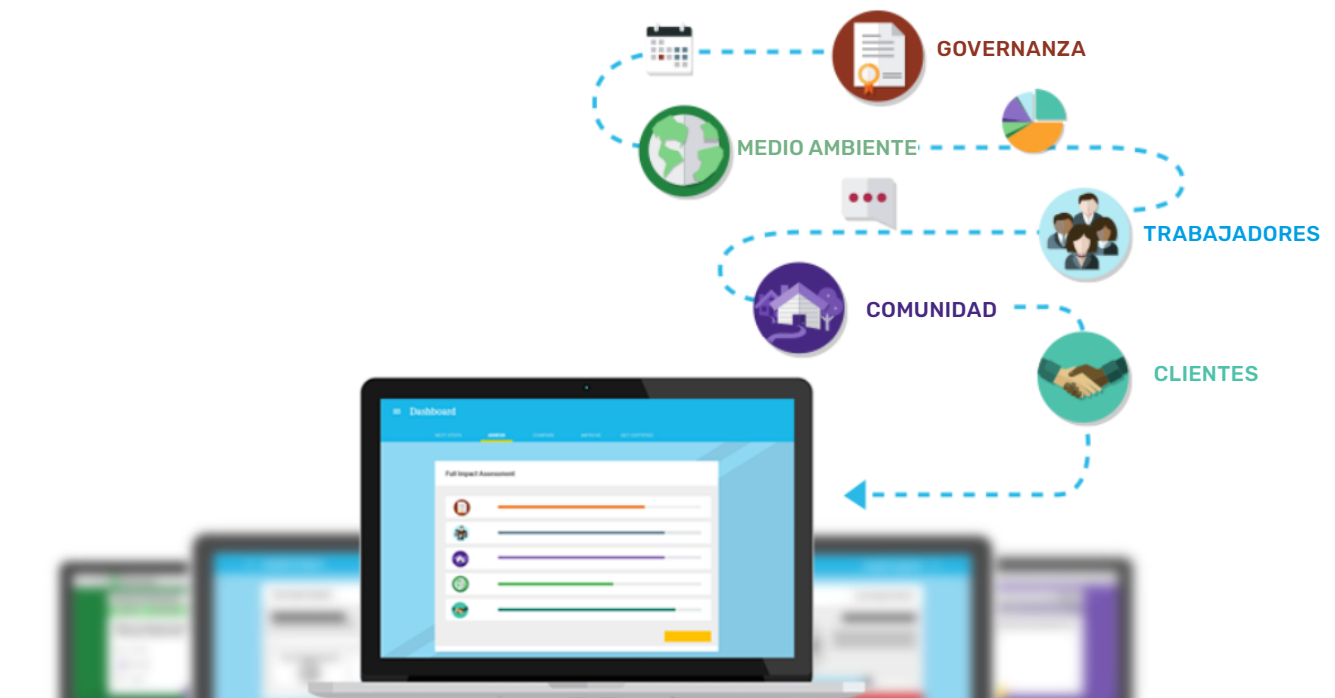 GOVERNANZA
MEDIO AMBIENTE
TRABAJADORES
COMUNIDAD
CLIENTES
Dashboard
Full Impact Assessment